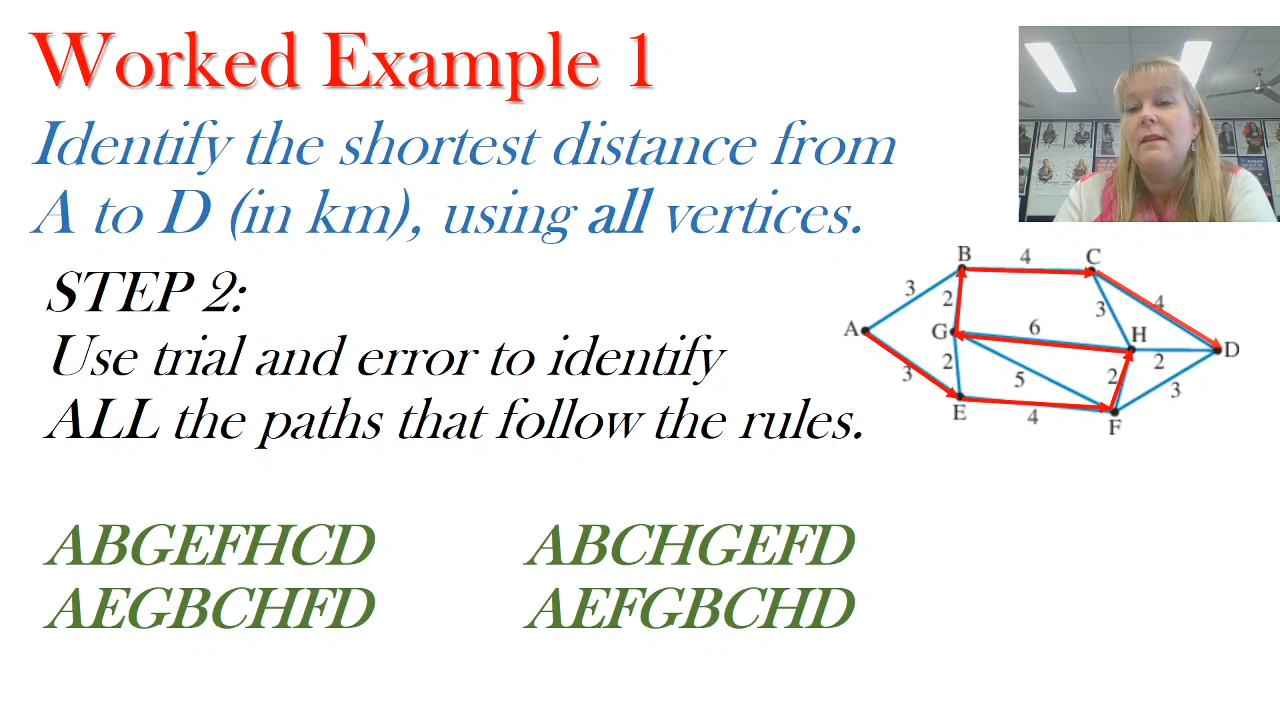 Worked Example 1
Identify the shortest distance from
A to D (in km), using all vertices.
STEP 2:
Use trial and error to identify
ALL the paths that follow the rules.
B 4 C
3 2 3 4
A G 6 H D
2 5 2 2
3 3
E 4 F
ABGEFHCD ABCHGEFD
AEGBCHFD AEFGBCHD